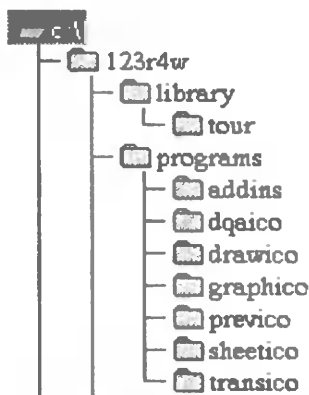 c:\
123r4w
library
tour
programs
addins
dqaico
drawico
graphico
previco
sheetico
transico